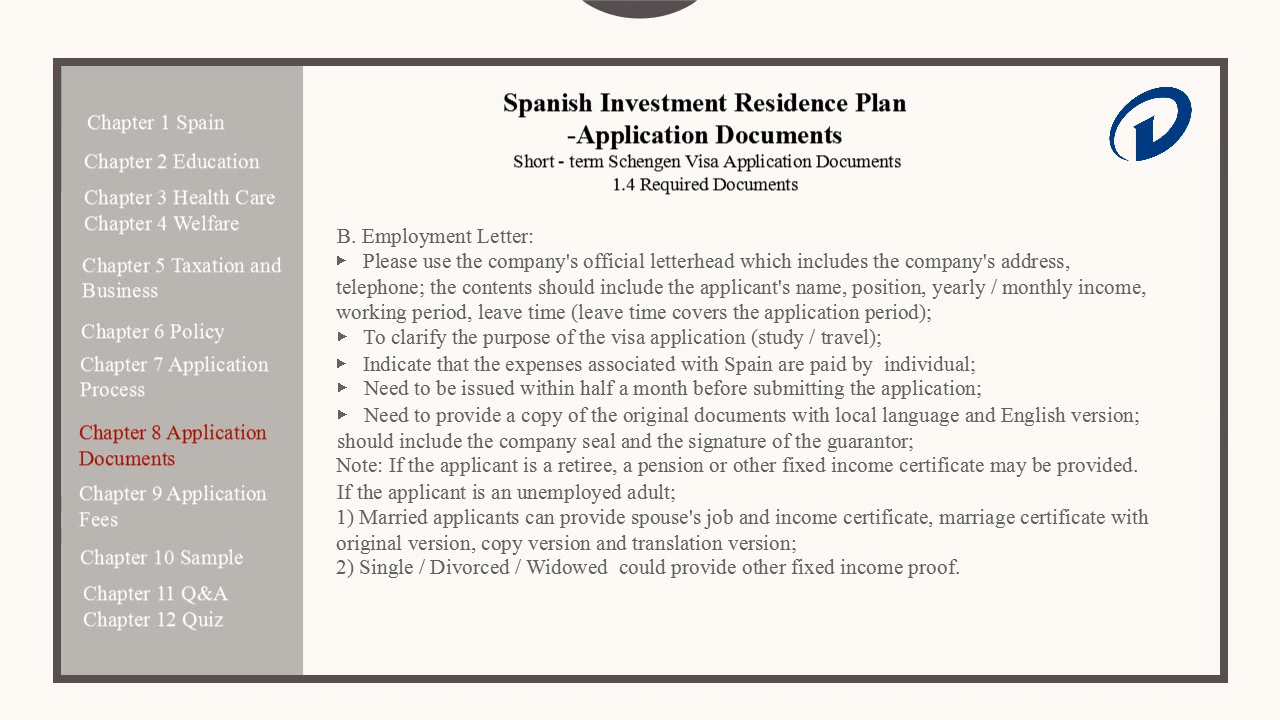 Chapter 1 Spain
Chapter 2 Education
Chapter 3 Health Care
Chapter 4 Welfare
Chapter 5 Taxation and
Business
Chapter 6 Policy
Chapter 7 Application
Process
Chapter 8 Application
Documents
Chapter 9 Application
Fees
Chapter 10 Sample
Chapter 11 Q&A
Chapter 12 Quiz
Spanish Investment Residence Plan
-Application Documents
Short - term Schengen Visa Application Documents
1.4 Required Documents
B. Employment Letter:
‣ Please use the company's official letterhead which includes the company's address,
telephone; the contents should include the applicant's name, position, yearly / monthly income,
working period, leave time (leave time covers the application period);
‣ To clarify the purpose of the visa application (study / travel);
‣ Indicate that the expenses associated with Spain are paid by  individual;
‣ Need to be issued within half a month before submitting the application;
‣ Need to provide a copy of the original documents with local language and English version;
should include the company seal and the signature of the guarantor;
Note: If the applicant is a retiree, a pension or other fixed income certificate may be provided.
If the applicant is an unemployed adult;
1) Married applicants can provide spouse's job and income certificate, marriage certificate with
original version, copy version and translation version;
2) Single / Divorced / Widowed  could provide other fixed income proof.